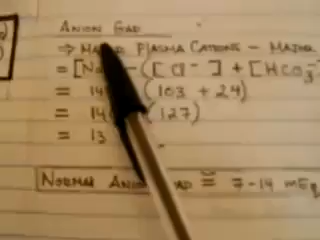 ANION GAP
⇒ MAJOR PLASMA CATIONS - MAJOR
= [Na - ([Cl⁻] + [HCO₃⁻
= 14 (103 + 24)
= 14 (127)
= 13
NORMAL ANION GAP ≅ 7-14 mEq